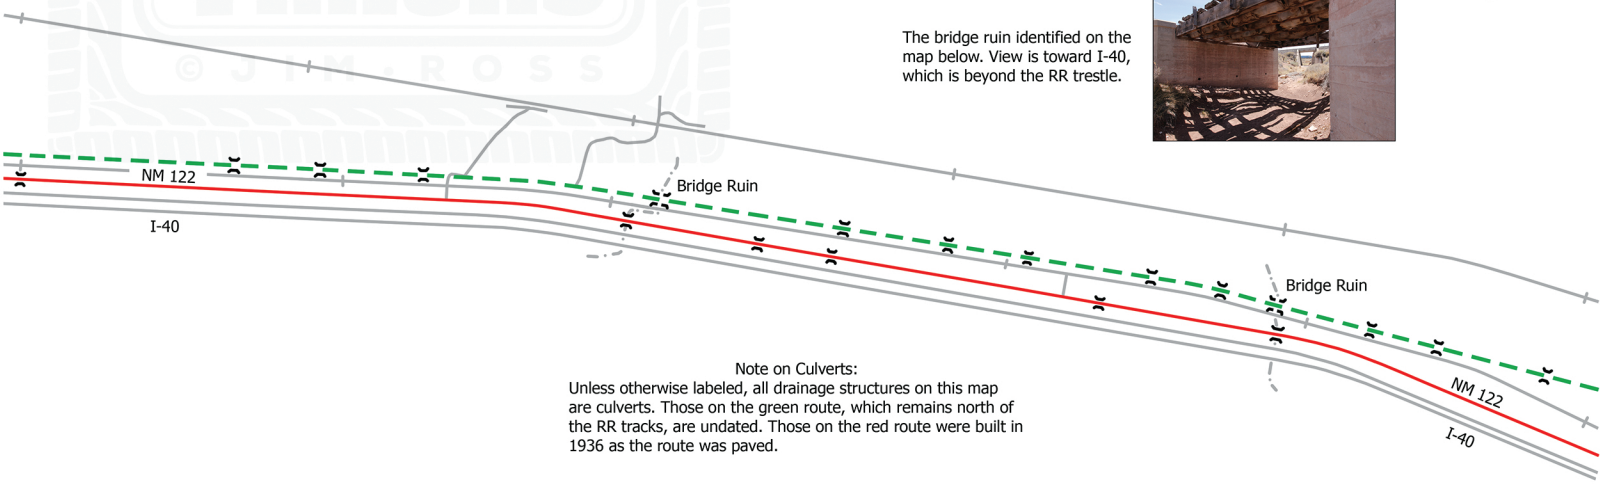 © JIM • ROSS
The bridge ruin identified on the
map below. View is toward I-40,
which is beyond the RR trestle.
NM 122
I-40
Bridge Ruin
Bridge Ruin
Note on Culverts:
Unless otherwise labeled, all drainage structures on this map
are culverts. Those on the green route, which remains north of
the RR tracks, are undated. Those on the red route were built in
1936 as the route was paved.
NM 122
I-40